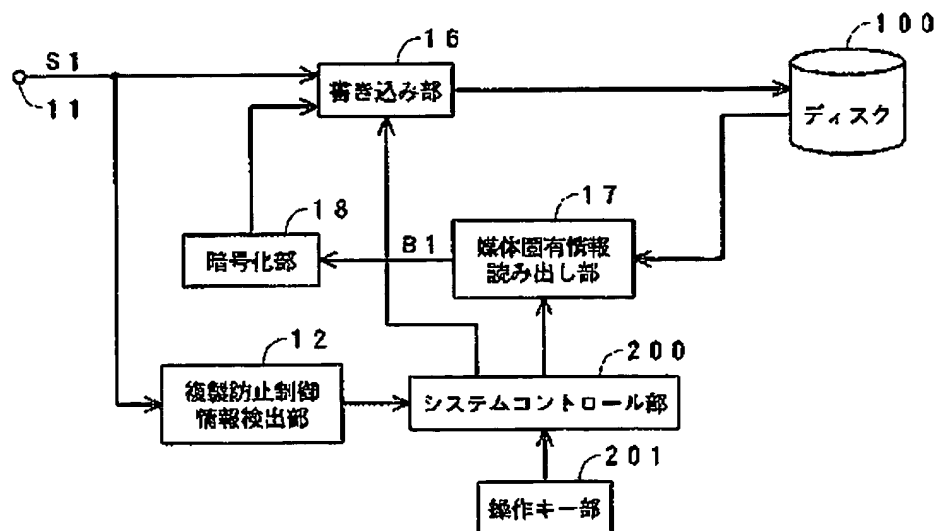 S1
11
16
書き込み部
100
ディスク
18
暗号化部
B1
17
媒体固有情報
読み出し部
12
複製防止制御
情報検出部
200
システムコントロール部
201
操作キー部